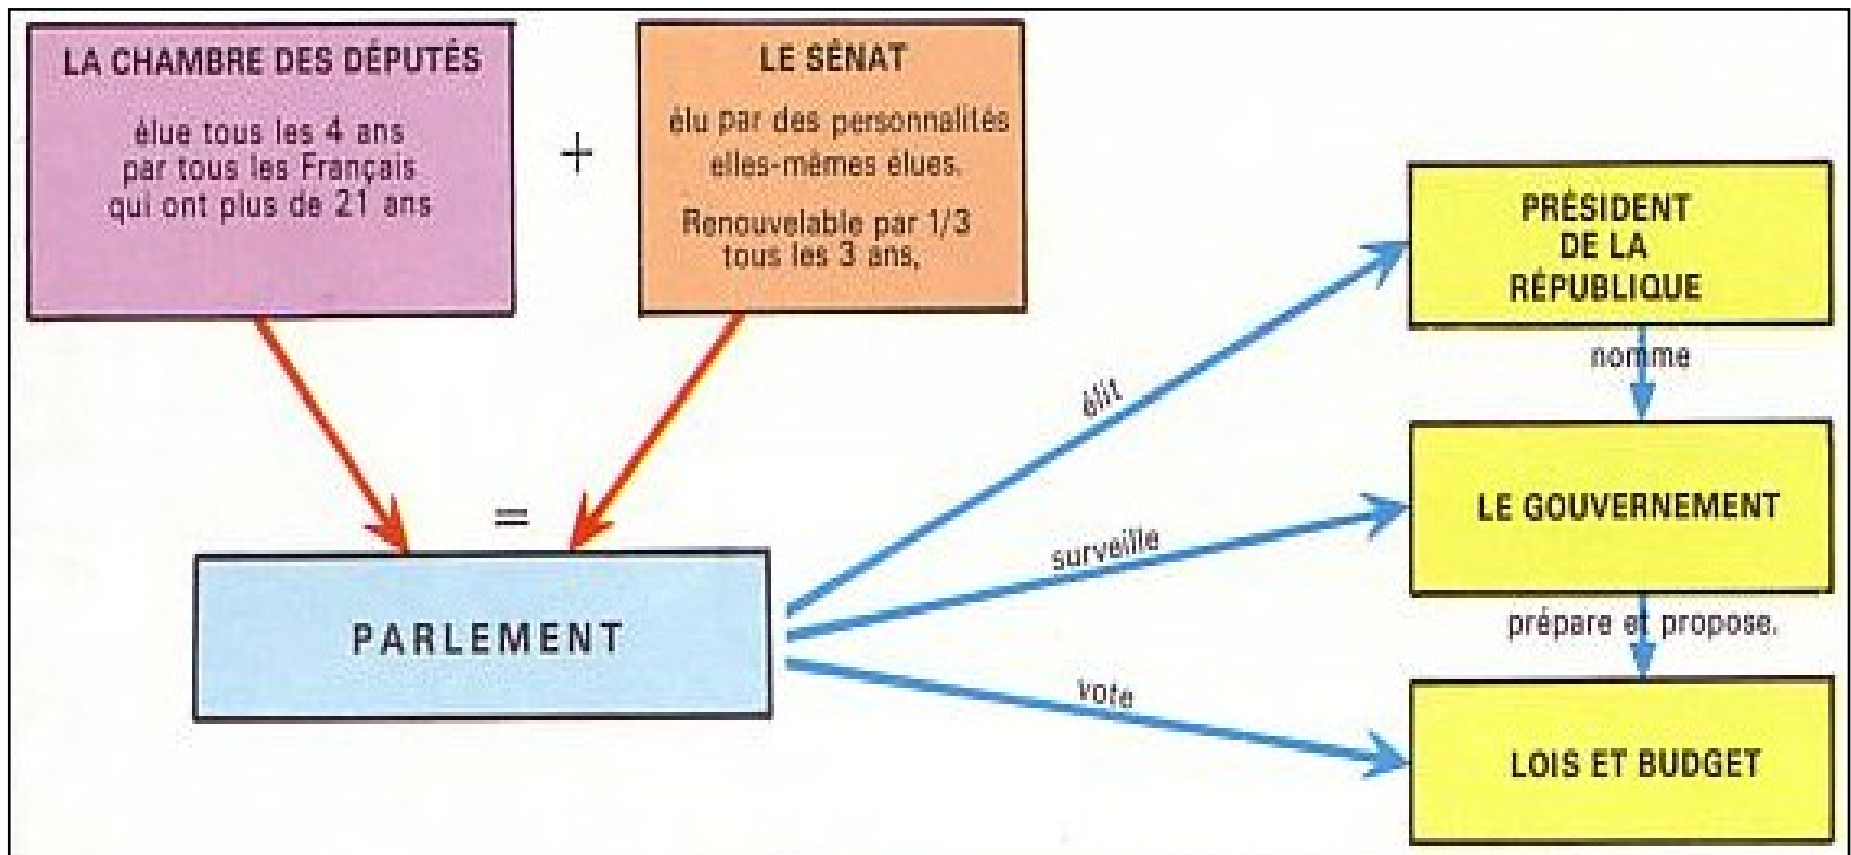 LA CHAMBRE DES DÉPUTÉS
élue tous les 4 ans
par tous les Français
qui ont plus de 21 ans
+
LE SÉNAT
élu par des personnalités
elles-mêmes élues.
Renouvelable par 1/3
tous les 3 ans,
=
PARLEMENT
élit
surveille
vote
PRÉSIDENT
DE LA
RÉPUBLIQUE
nomme
LE GOUVERNEMENT
prépare et propose.
LOIS ET BUDGET